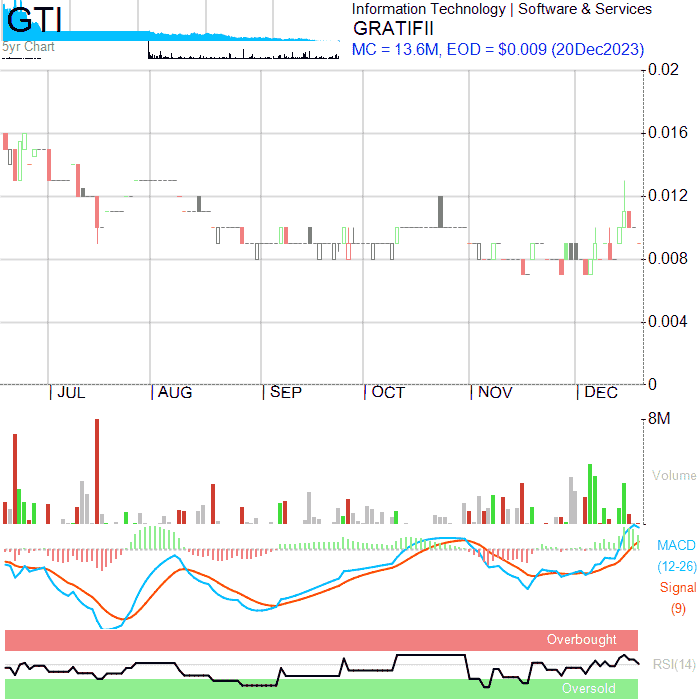 GTI
5yr Chart
Information Technology | Software & Services
GRATIFII
MC = 13.6M, EOD = $0.009 (20Dec2023)
0.02
0.016
0.012
0.008
0.004
0
JUL
AUG
SEP
OCT
NOV
DEC
8M
Volume
MACD
(12-26)
Signal
(9)
Overbought
RSI(14)
Oversold